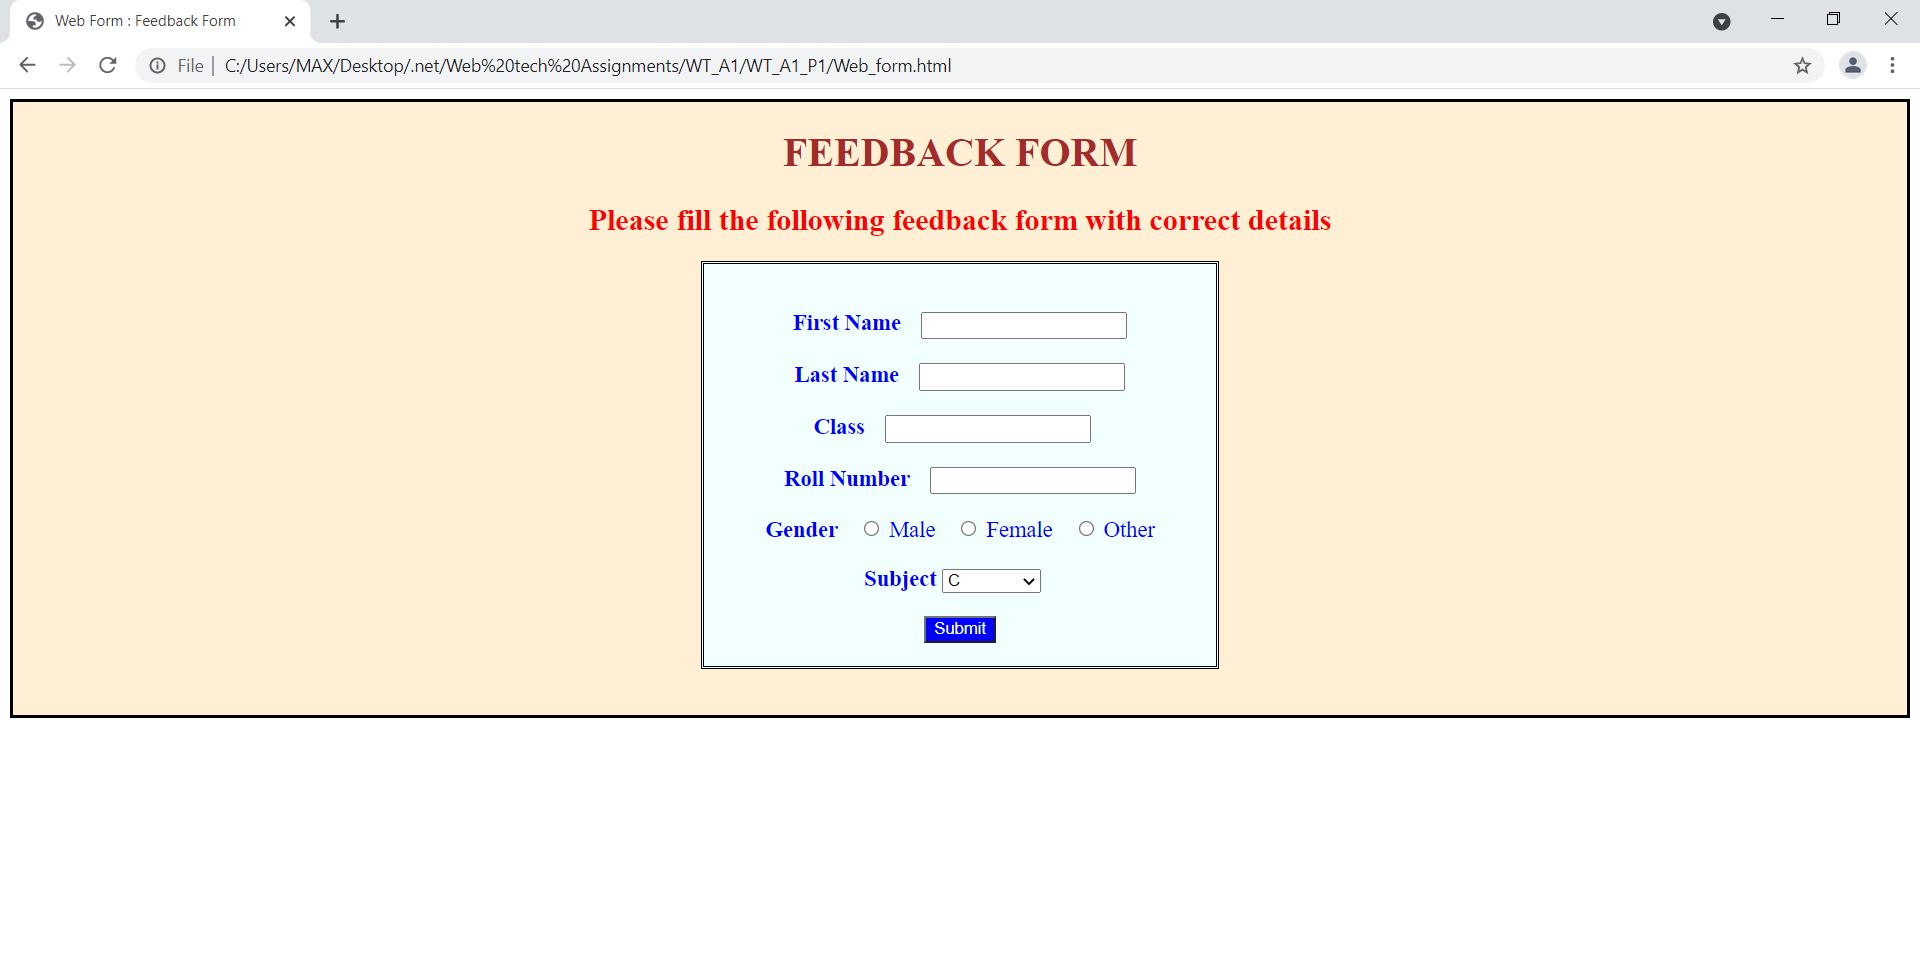 Web Form : Feedback Form
File | C:/Users/MAX/Desktop/.net/Web%20tech%20Assignments/WT_A1/WT_A1_P1/Web_form.html
FEEDBACK FORM
Please fill the following feedback form with correct details
First Name
Last Name
Class
Roll Number
Gender Male Female Other
Subject C
Submit